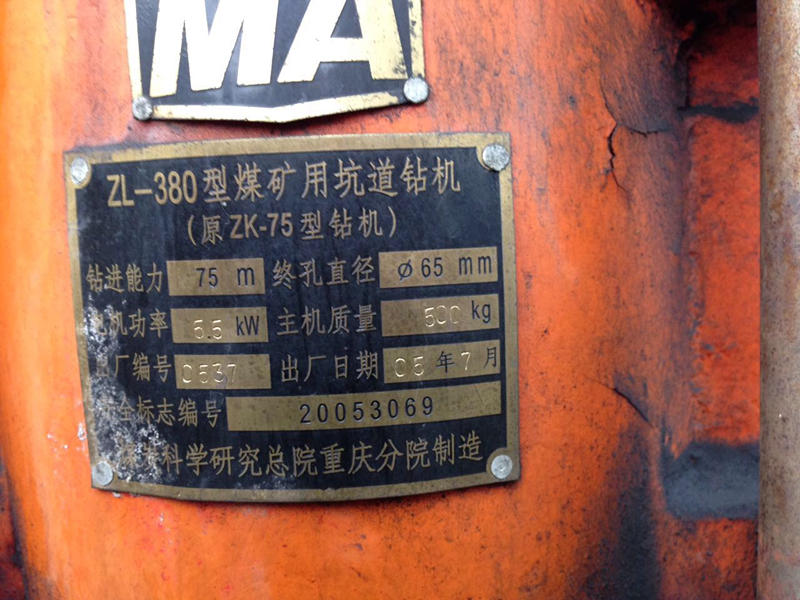 MA
ZL-380型煤矿用坑道钻机
(原ZK-75型钻机)
钻进能力 75 m 终孔直径 ø65 mm
机功率 5.5 kW 主机质量 500 kg
厂编号 0537 出厂日期 05年7月
全标志编号 20053069
科学研究总院重庆分院制造